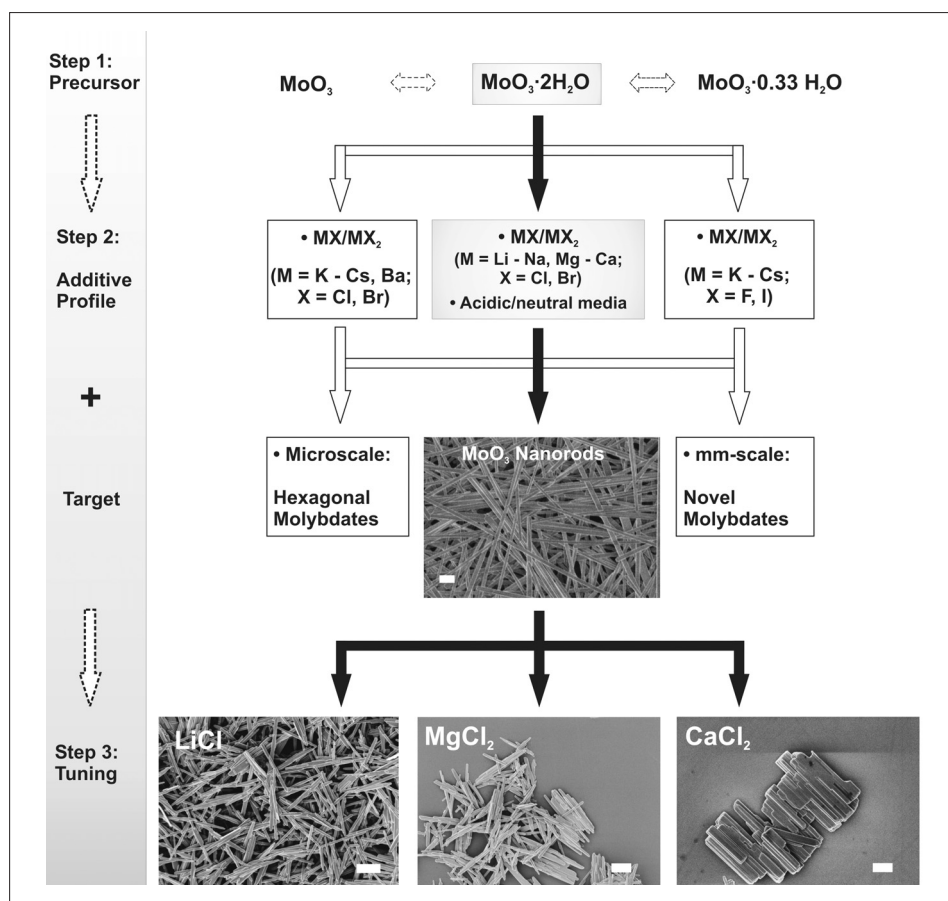 Step 1:
Precursor
MoO₃
MoO₃·2H₂O
MoO₃·0.33 H₂O
Step 2:
Additive
Profile
• MX/MX₂
(M = K - Cs, Ba;
X = Cl, Br)
• MX/MX₂
(M = Li - Na, Mg - Ca;
X = Cl, Br)
• Acidic/neutral media
• MX/MX₂
(M = K - Cs;
X = F, I)
+
Target
• Microscale:
Hexagonal
Molybdates
MoO₃ Nanorods
• mm-scale:
Novel
Molybdates
Step 3:
Tuning
LiCl
MgCl₂
CaCl₂